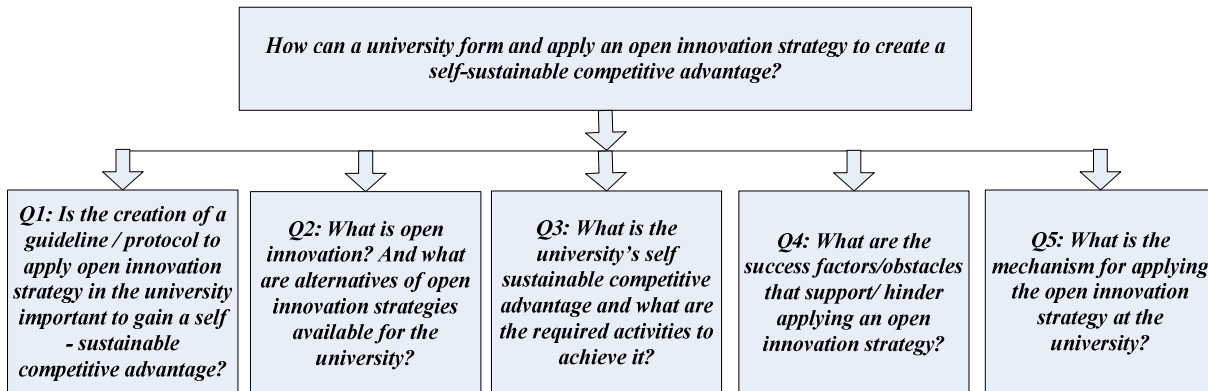 How can a university form and apply an open innovation strategy to create a
self-sustainable competitive advantage?
Q1: Is the creation of a
guideline / protocol to
apply open innovation
strategy in the university
important to gain a self
- sustainable
competitive advantage?
Q2: What is open
innovation? And what
are alternatives of open
innovation strategies
available for the
university?
Q3: What is the
university's self
sustainable competitive
advantage and what are
the required activities to
achieve it?
Q4: What are the
success factors/obstacles
that support/ hinder
applying an open
innovation strategy?
Q5: What is the
mechanism for applying
the open innovation
strategy at the
university?